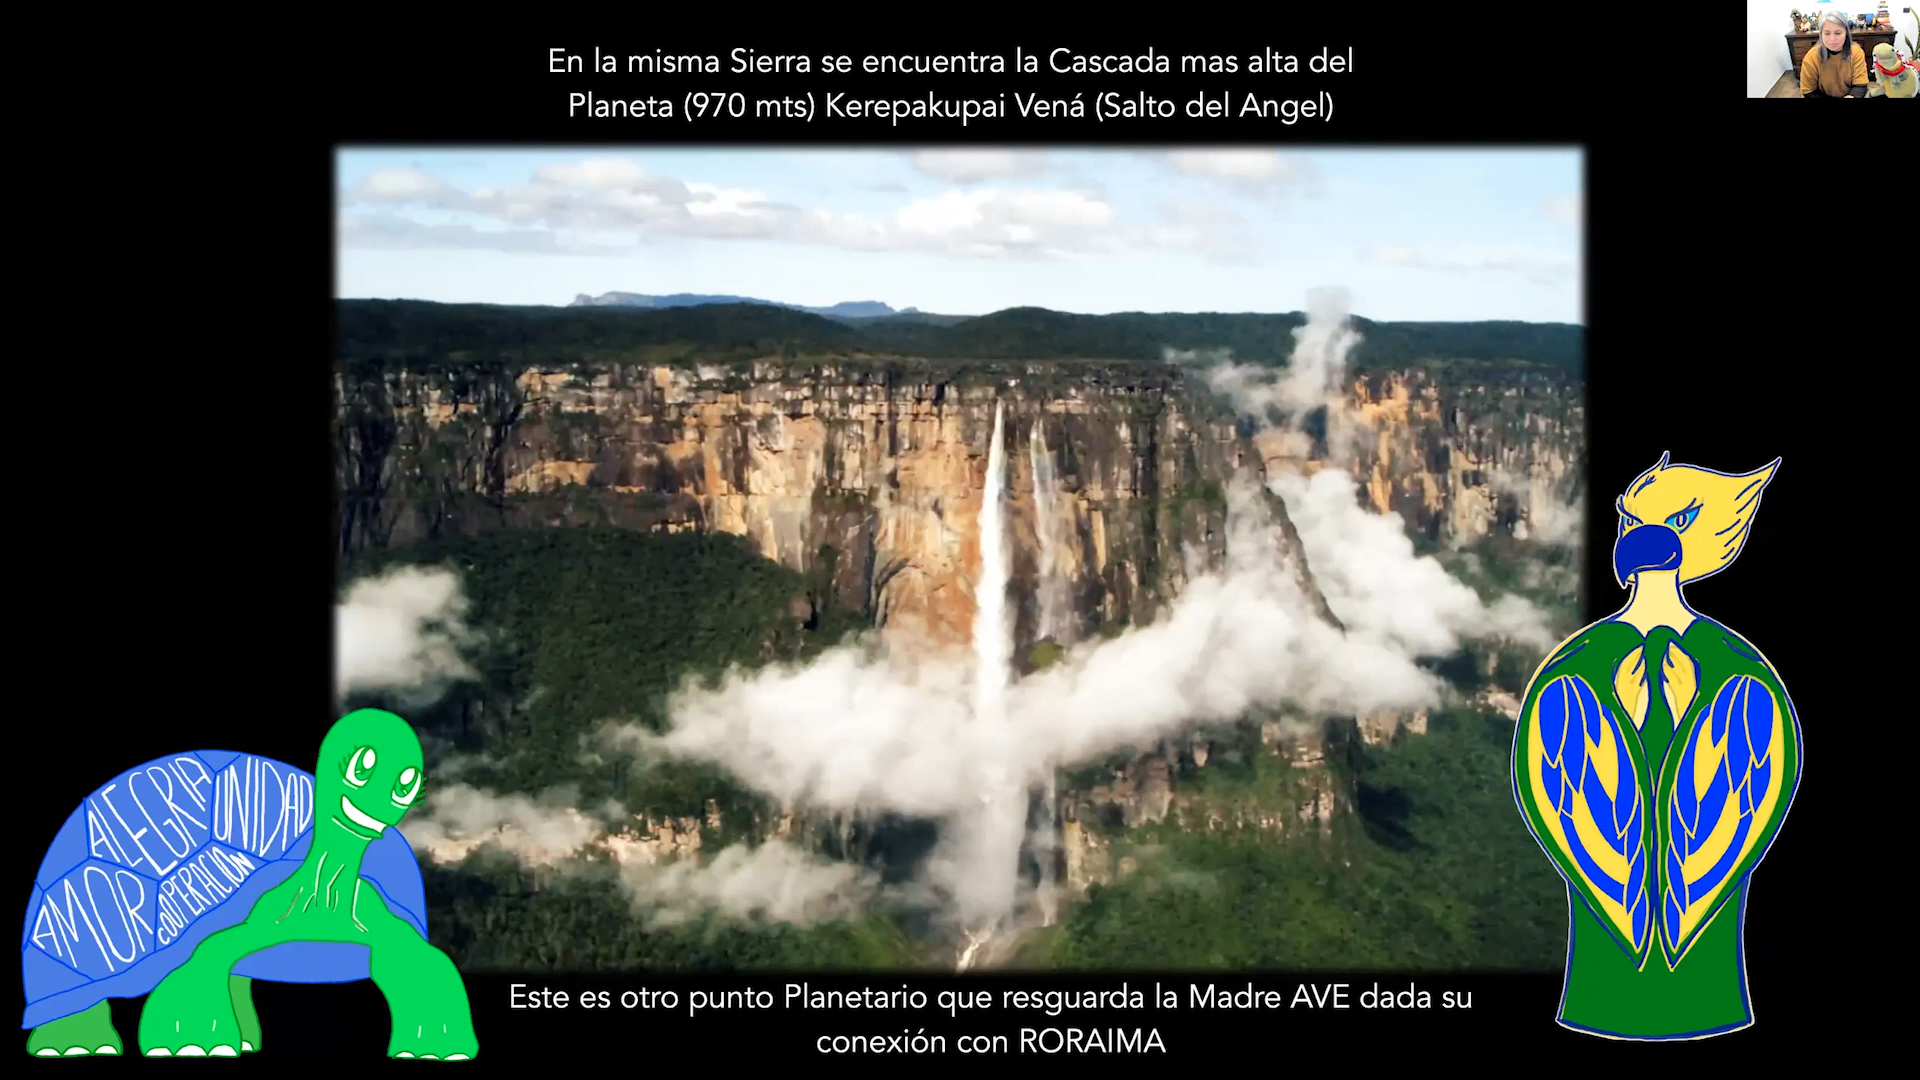 En la misma Sierra se encuentra la Cascada mas alta del
Planeta (970 mts) Kerepakupai Vená (Salto del Angel)
ALEGRIA
UNIDAD
AMOR
COOPERACION
Este es otro punto Planetario que resguarda la Madre AVE dada su
conexión con RORAIMA